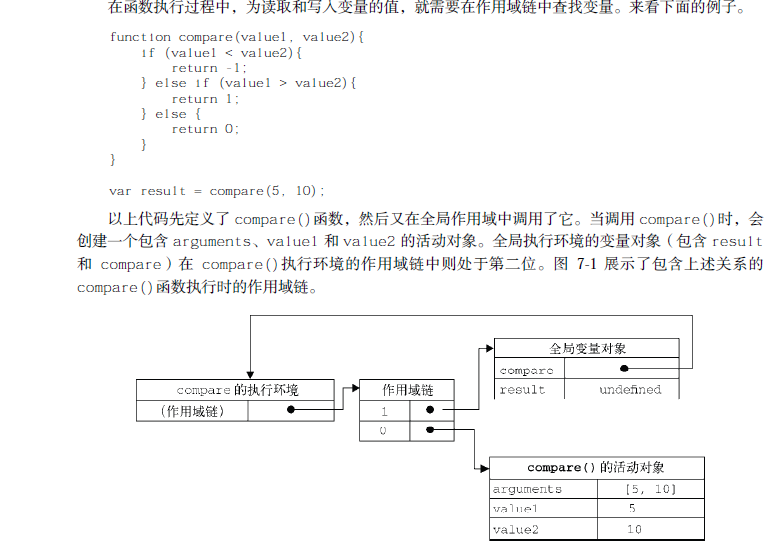 在函数执行过程中，为读取和写入变量的值，就需要在作用域链中查找变量。来看下面的例子。
function compare(value1, value2){
if (value1 < value2){
return -1;
} else if (value1 > value2){
return 1;
} else {
return 0;
}
}
var result = compare(5, 10);
以上代码先定义了 compare()函数，然后又在全局作用域中调用了它。当调用 compare()时，会
创建一个包含 arguments、value1 和 value2 的活动对象。全局执行环境的变量对象（包含 result
和 compare）在 compare()执行环境的作用域链中则处于第二位。图 7-1 展示了包含上述关系的
compare()函数执行时的作用域链。
全局变量对象
compare
result undefined
compare 的执行环境
（作用域链）
作用域链
1
0
compare() 的活动对象
arguments [5, 10]
value1 5
value2 10